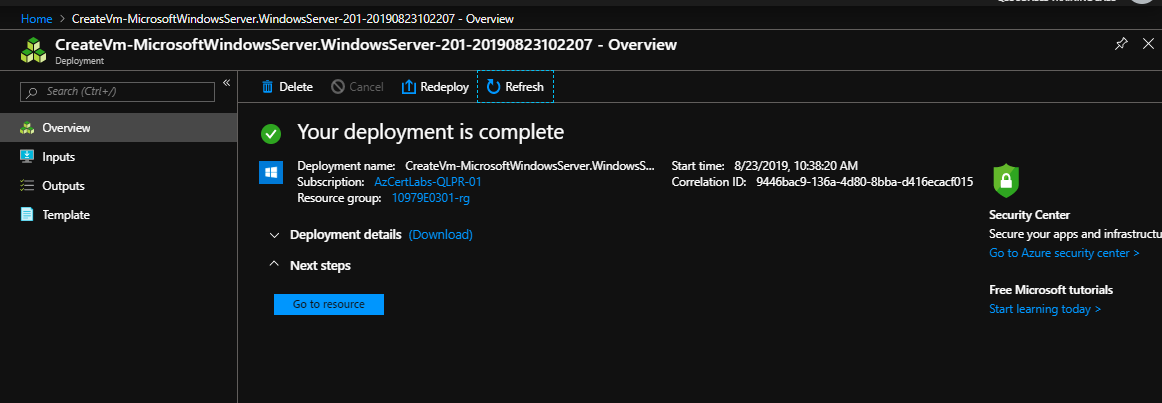 Home > CreateVm-MicrosoftWindowsServer.WindowsServer-201-20190823102207 - Overview
CreateVm-MicrosoftWindowsServer.WindowsServer-201-20190823102207 - Overview
Deployment
Search (Ctrl+/)
«
Delete
Cancel
Redeploy
Refresh
Overview
Inputs
Outputs
Template
Your deployment is complete
Deployment name: CreateVm-MicrosoftWindowsServer.WindowsS...
Subscription: AzCertLabs-QLPR-01
Resource group: 10979E0301-rg
Start time: 8/23/2019, 10:38:20 AM
Correlation ID: 9446bac9-136a-4d80-8bba-d416ecacf015
Deployment details (Download)
Next steps
Go to resource
Security Center
Secure your apps and infrastructu
Go to Azure security center >
Free Microsoft tutorials
Start learning today >